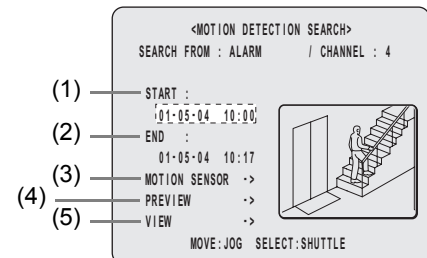 <MOTION DETECTION SEARCH>
SEARCH FROM : ALARM / CHANNEL : 4
(1) START :
01-05-04 10:00
(2) END :
01-05-04 10:17
(3) MOTION SENSOR ->
(4) PREVIEW ->
(5) VIEW ->
MOVE:JOG SELECT:SHUTTLE